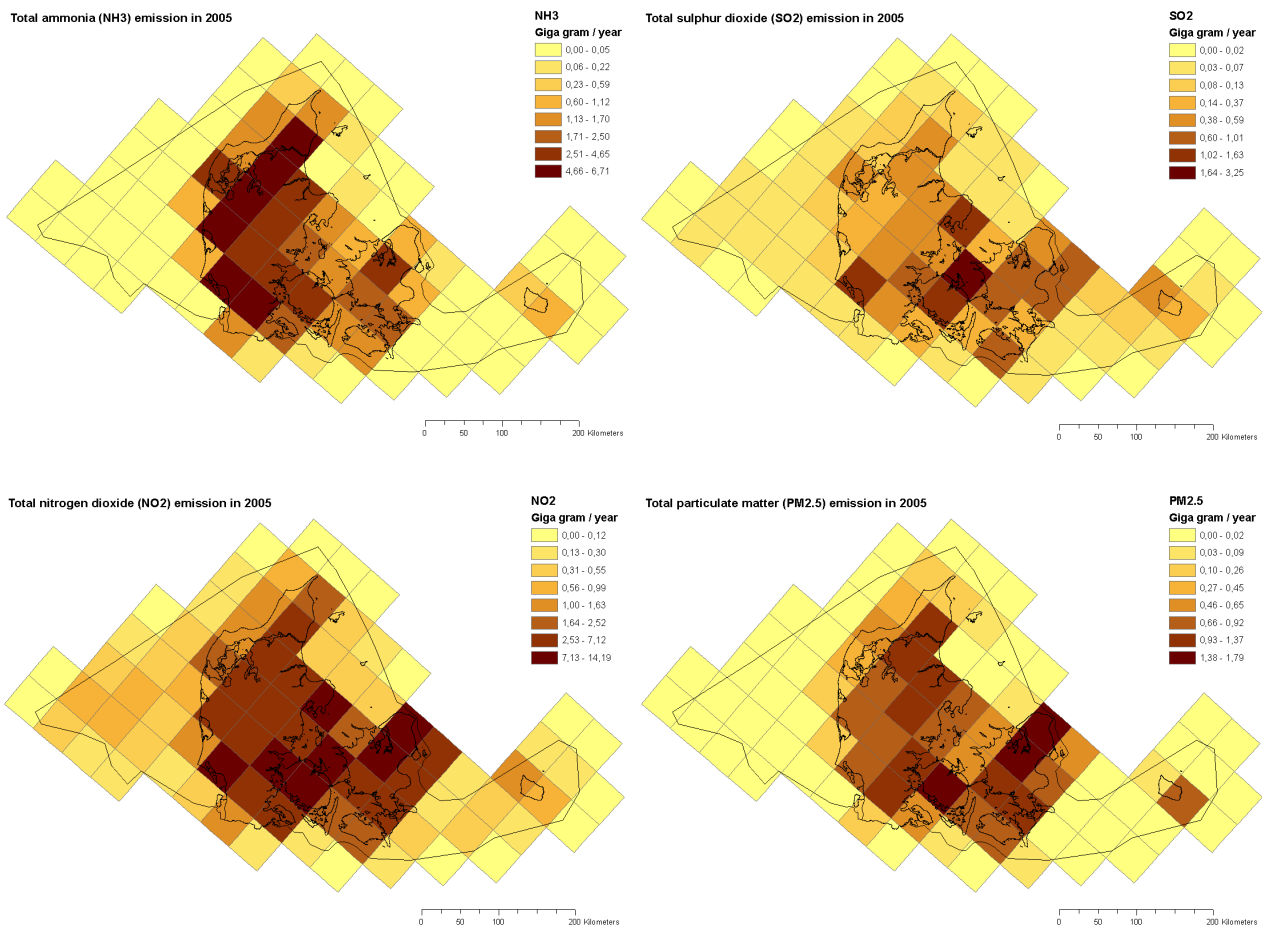 Total ammonia (NH3) emission in 2005
NH3
Giga gram / year
0,00 - 0,05
0,06 - 0,22
0,23 - 0,59
0,60 - 1,12
1,13 - 1,70
1,71 - 2,50
2,51 - 4,65
4,66 - 6,71
0 50 100 200 Kilometers
Total sulphur dioxide (SO2) emission in 2005
SO2
Giga gram / year
0,00 - 0,02
0,03 - 0,07
0,08 - 0,13
0,14 - 0,37
0,38 - 0,59
0,60 - 1,01
1,02 - 1,63
1,64 - 3,25
0 50 100 200 Kilometers
Total nitrogen dioxide (NO2) emission in 2005
NO2
Giga gram / year
0,00 - 0,12
0,13 - 0,30
0,31 - 0,55
0,56 - 0,99
1,00 - 1,63
1,64 - 2,52
2,53 - 7,12
7,13 - 14,19
0 50 100 200 Kilometers
Total particulate matter (PM2.5) emission in 2005
PM2.5
Giga gram / year
0,00 - 0,02
0,03 - 0,09
0,10 - 0,26
0,27 - 0,45
0,46 - 0,65
0,66 - 0,92
0,93 - 1,37
1,38 - 1,79
0 50 100 200 Kilometers